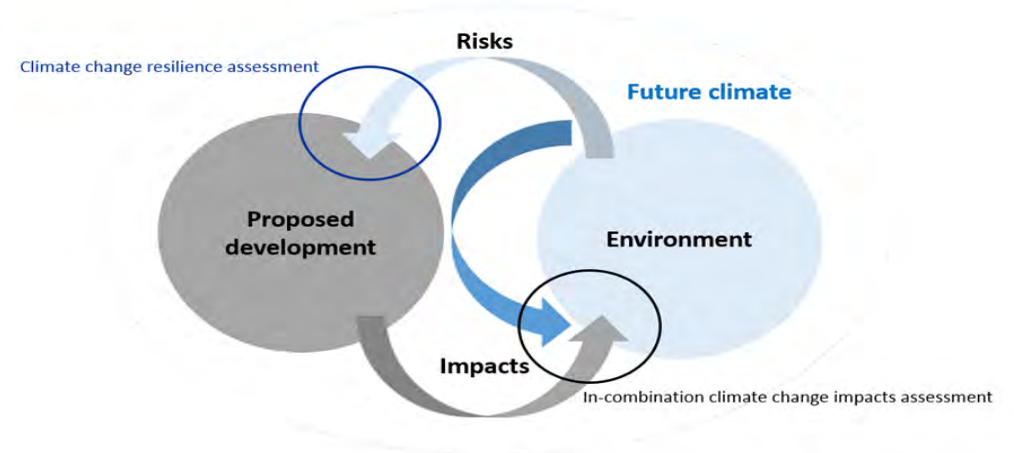 Risks
Climate change resilience assessment
Future climate
Proposed
development
Environment
Impacts
In-combination climate change impacts assessment